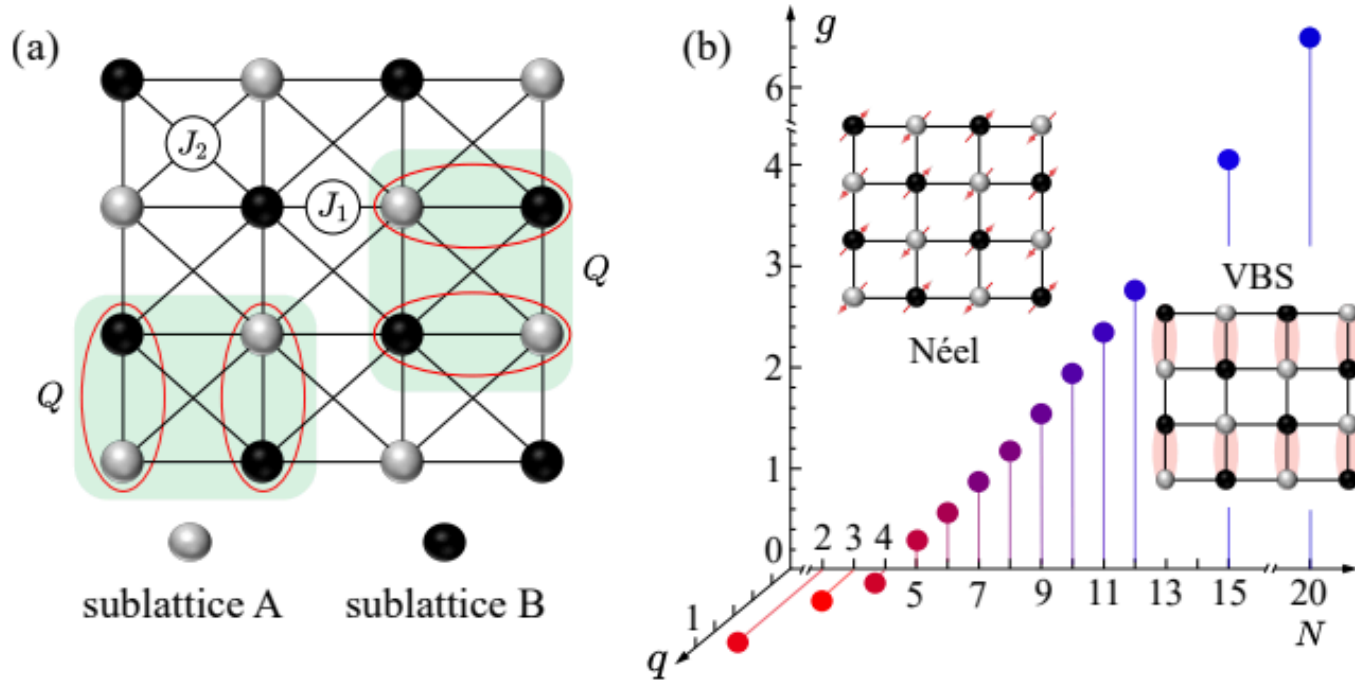 (a)
J₂
J₁
Q
Q
sublattice A
sublattice B
(b)
g
6
4
3
2
1
0
Néel
VBS
2 3 4
5 7 9 11 13 15 20
N
1
q